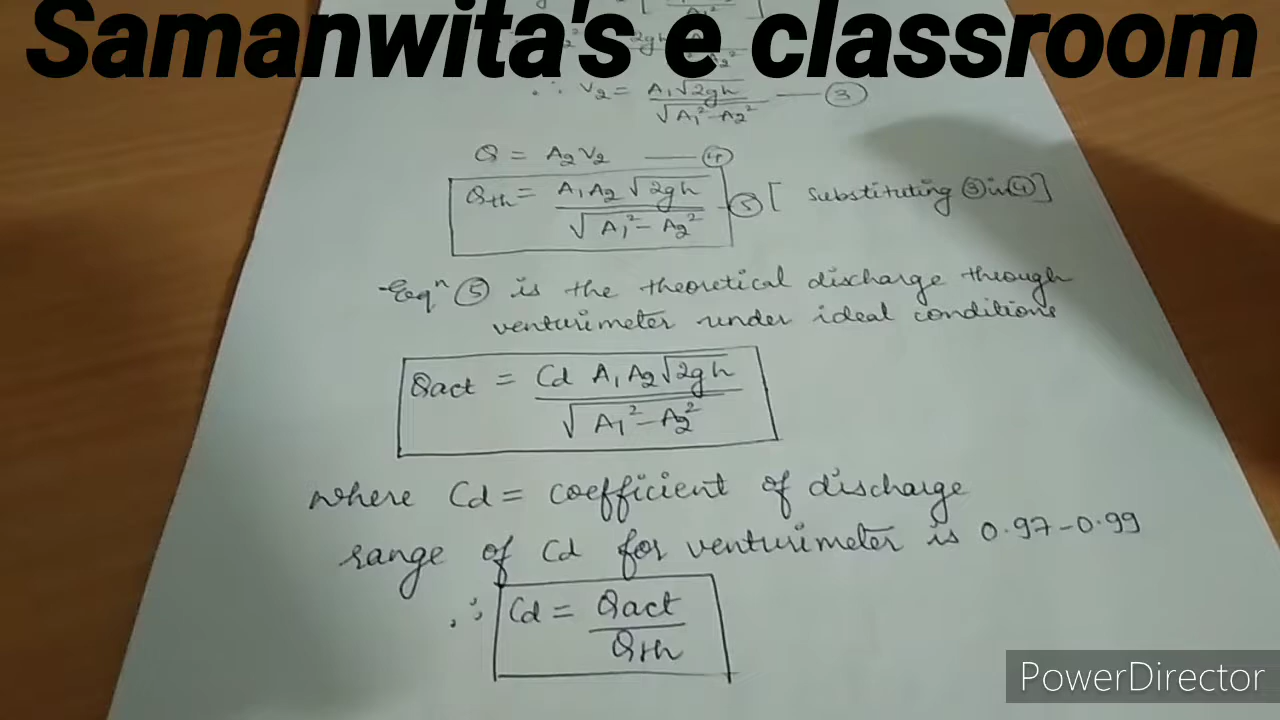 Samanwita's e classroom
∴ V₂ = A₁√2gh / √A₁² - A₂² —— ③
Q = A₂V₂ —— ④
Qth = A₁A₂√2gh / √A₁² - A₂² — ⑤ [ Substituting ③ in ④ ]
Eqⁿ ⑤ is the theoretical discharge through
venturimeter under ideal conditions
Qact = Cd A₁A₂√2gh / √A₁² - A₂²
where Cd = coefficient of discharge
range of Cd for venturimeter is 0.97-0.99
∴ Cd = Qact / Qth
PowerDirector